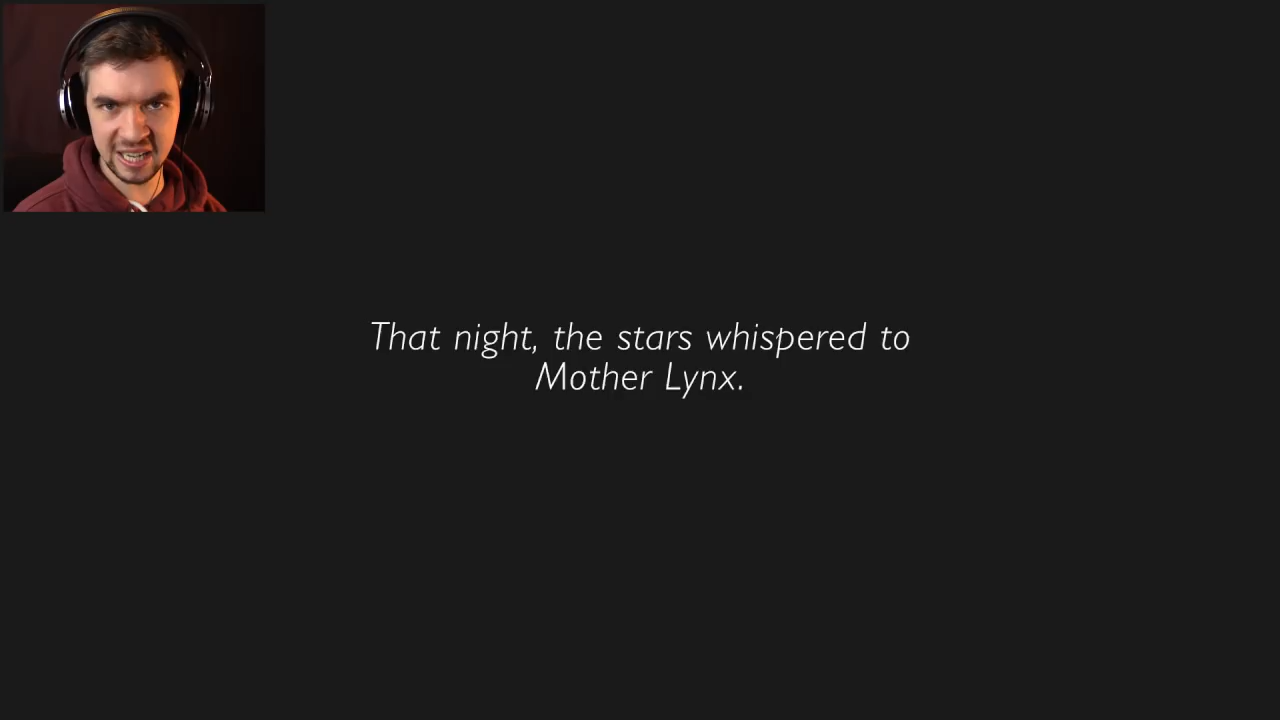 That night, the stars whispered to
Mother Lynx.